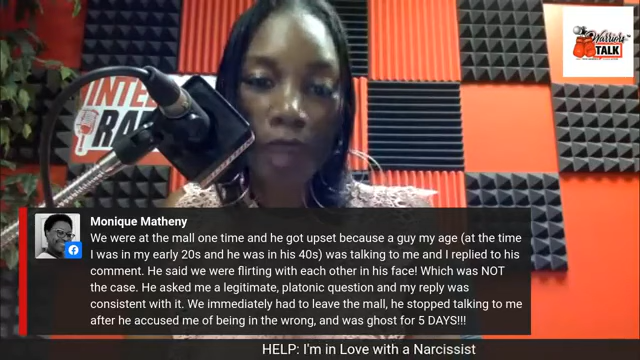 Warriors
TALK
INTE
RA
Monique Matheny
We were at the mall one time and he got upset because a guy my age (at the time
I was in my early 20s and he was in his 40s) was talking to me and I replied to his
comment. He said we were flirting with each other in his face! Which was NOT
the case. He asked me a legitimate, platonic question and my reply was
consistent with it. We immediately had to leave the mall, he stopped talking to me
after he accused me of being in the wrong, and was ghost for 5 DAYS!!!
HELP: I'm in Love with a Narcissist